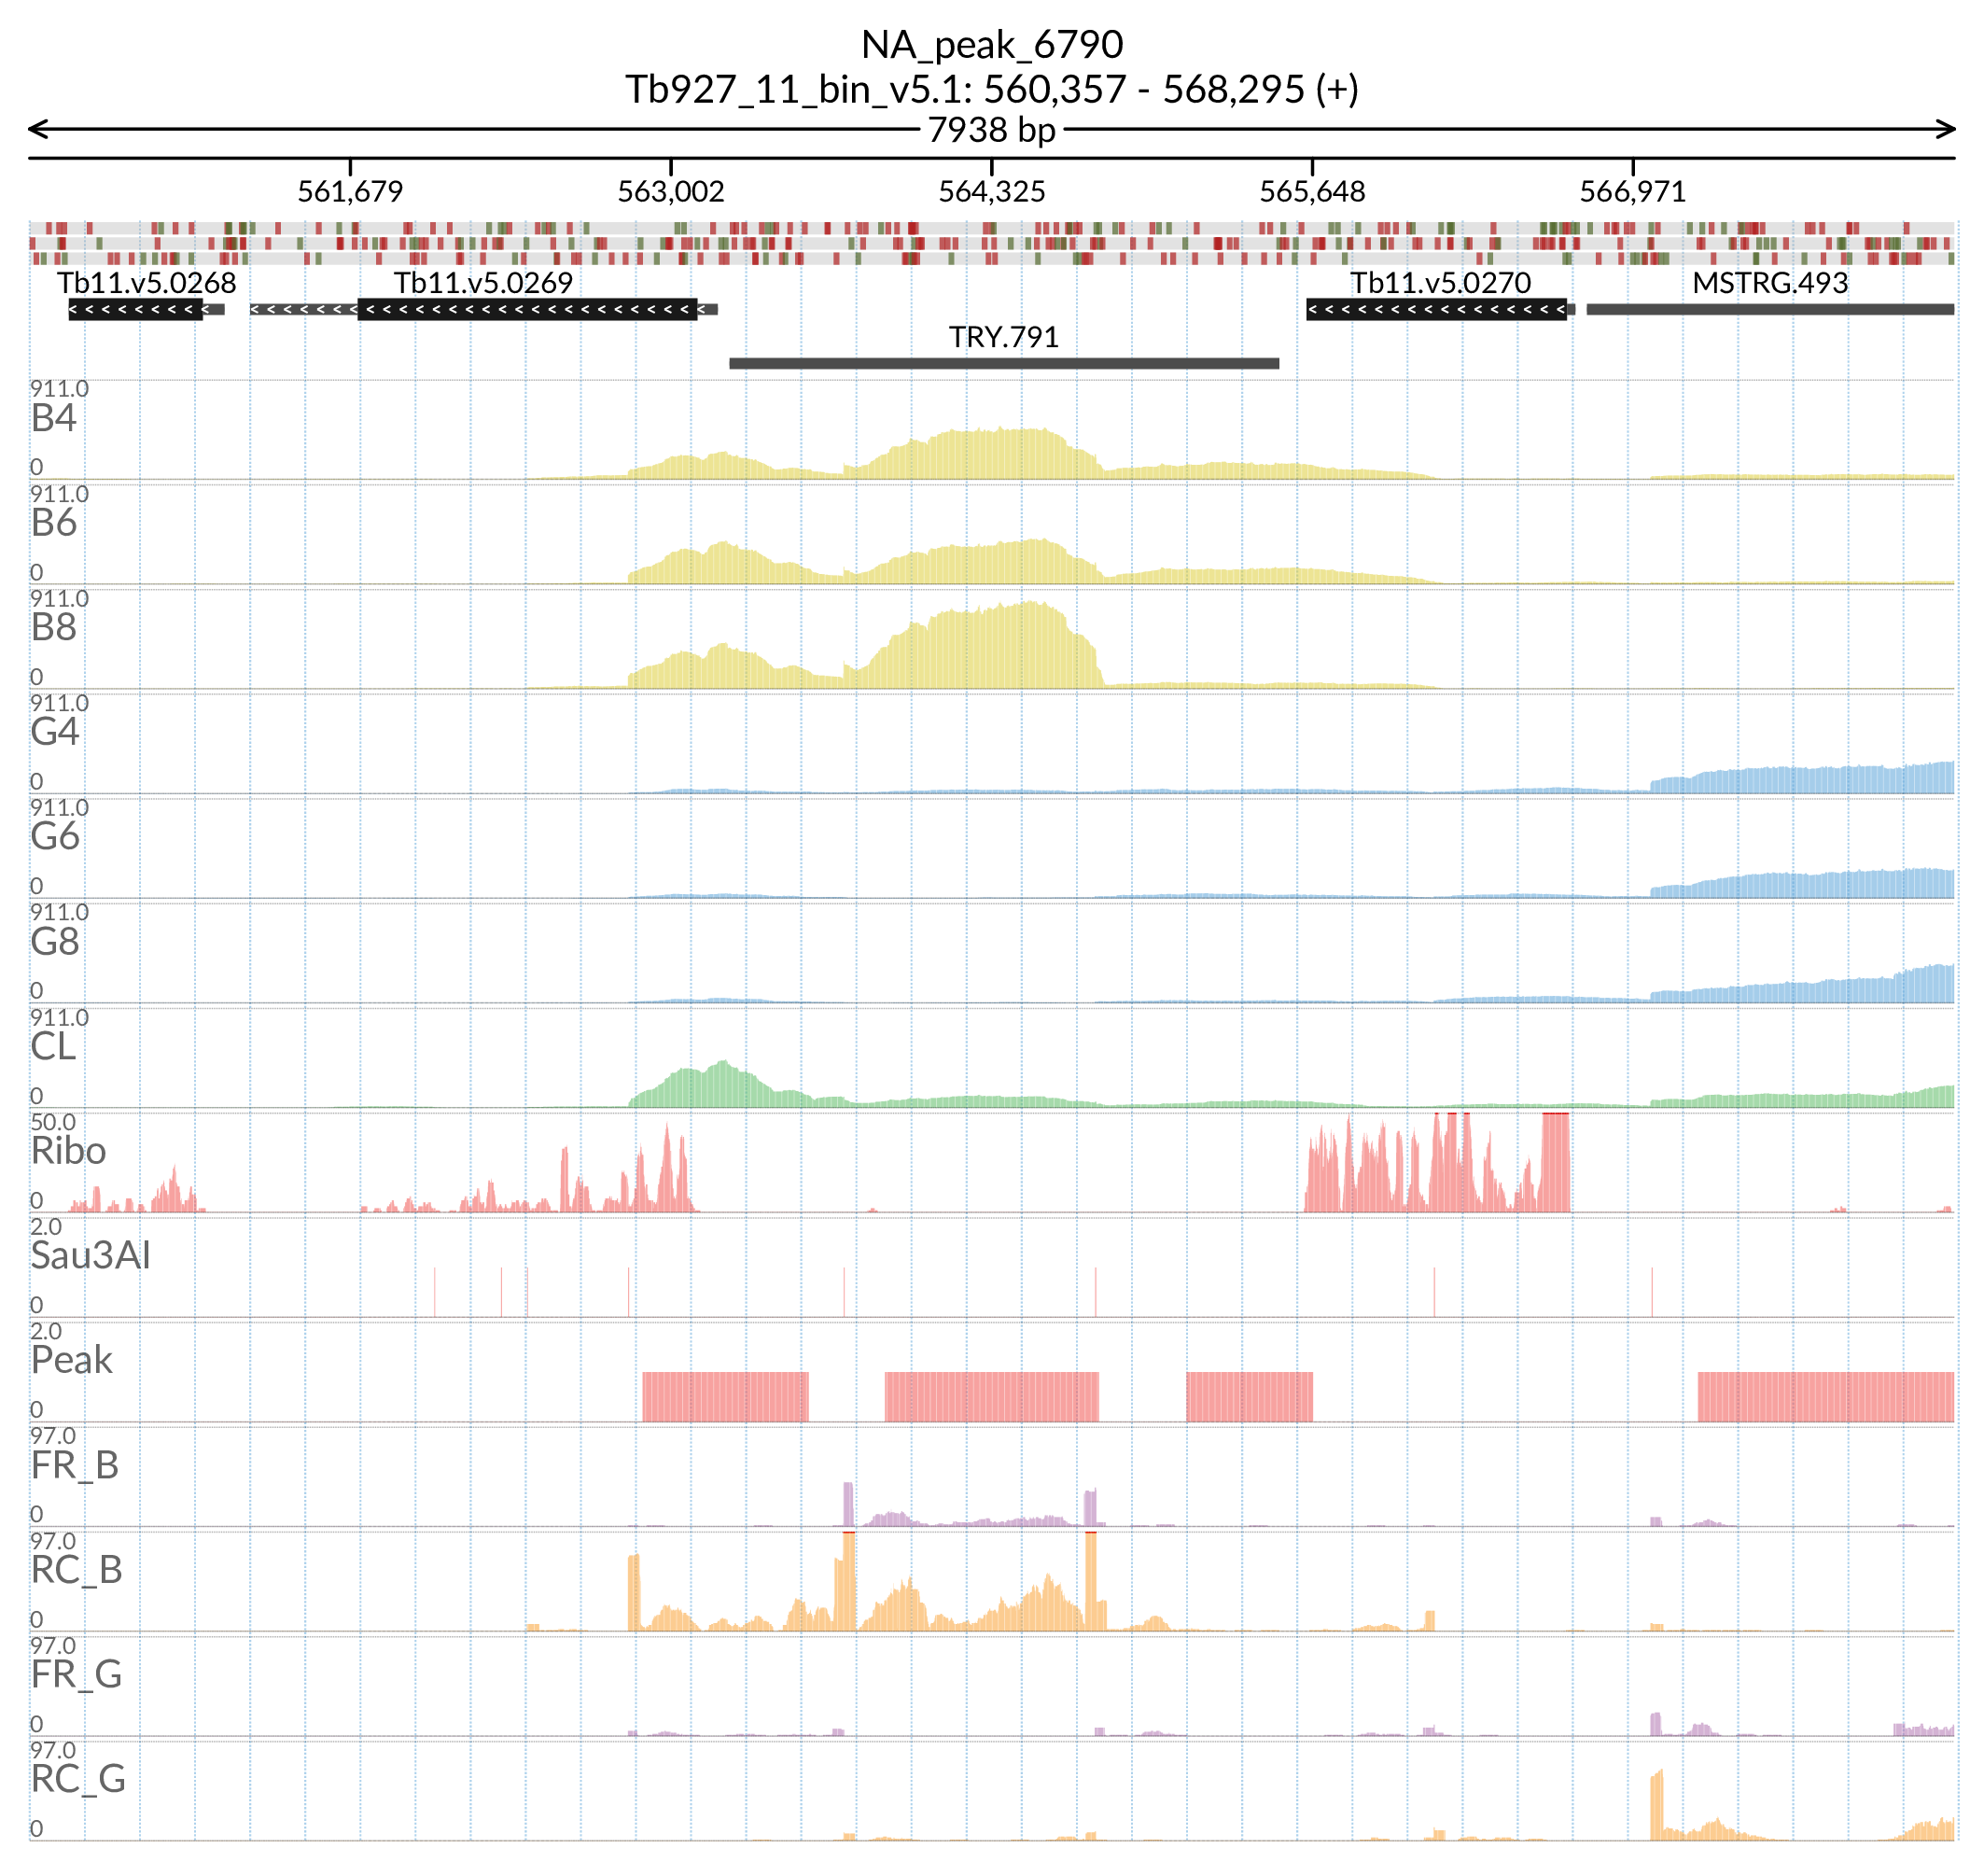 NA_peak_6790
Tb927_11_bin_v5.1: 560,357 - 568,295 (+)
7938 bp
561,679 563,002 564,325 565,648 566,971
Tb11.v5.0268 Tb11.v5.0269 Tb11.v5.0270 MSTRG.493
TRY.791
911.0
B4
0
911.0
B6
0
911.0
B8
0
911.0
G4
0
911.0
G6
0
911.0
G8
0
911.0
CL
0
50.0
Ribo
0
2.0
Sau3AI
0
2.0
Peak
0
97.0
FR_B
0
97.0
RC_B
0
97.0
FR_G
0
97.0
RC_G
0